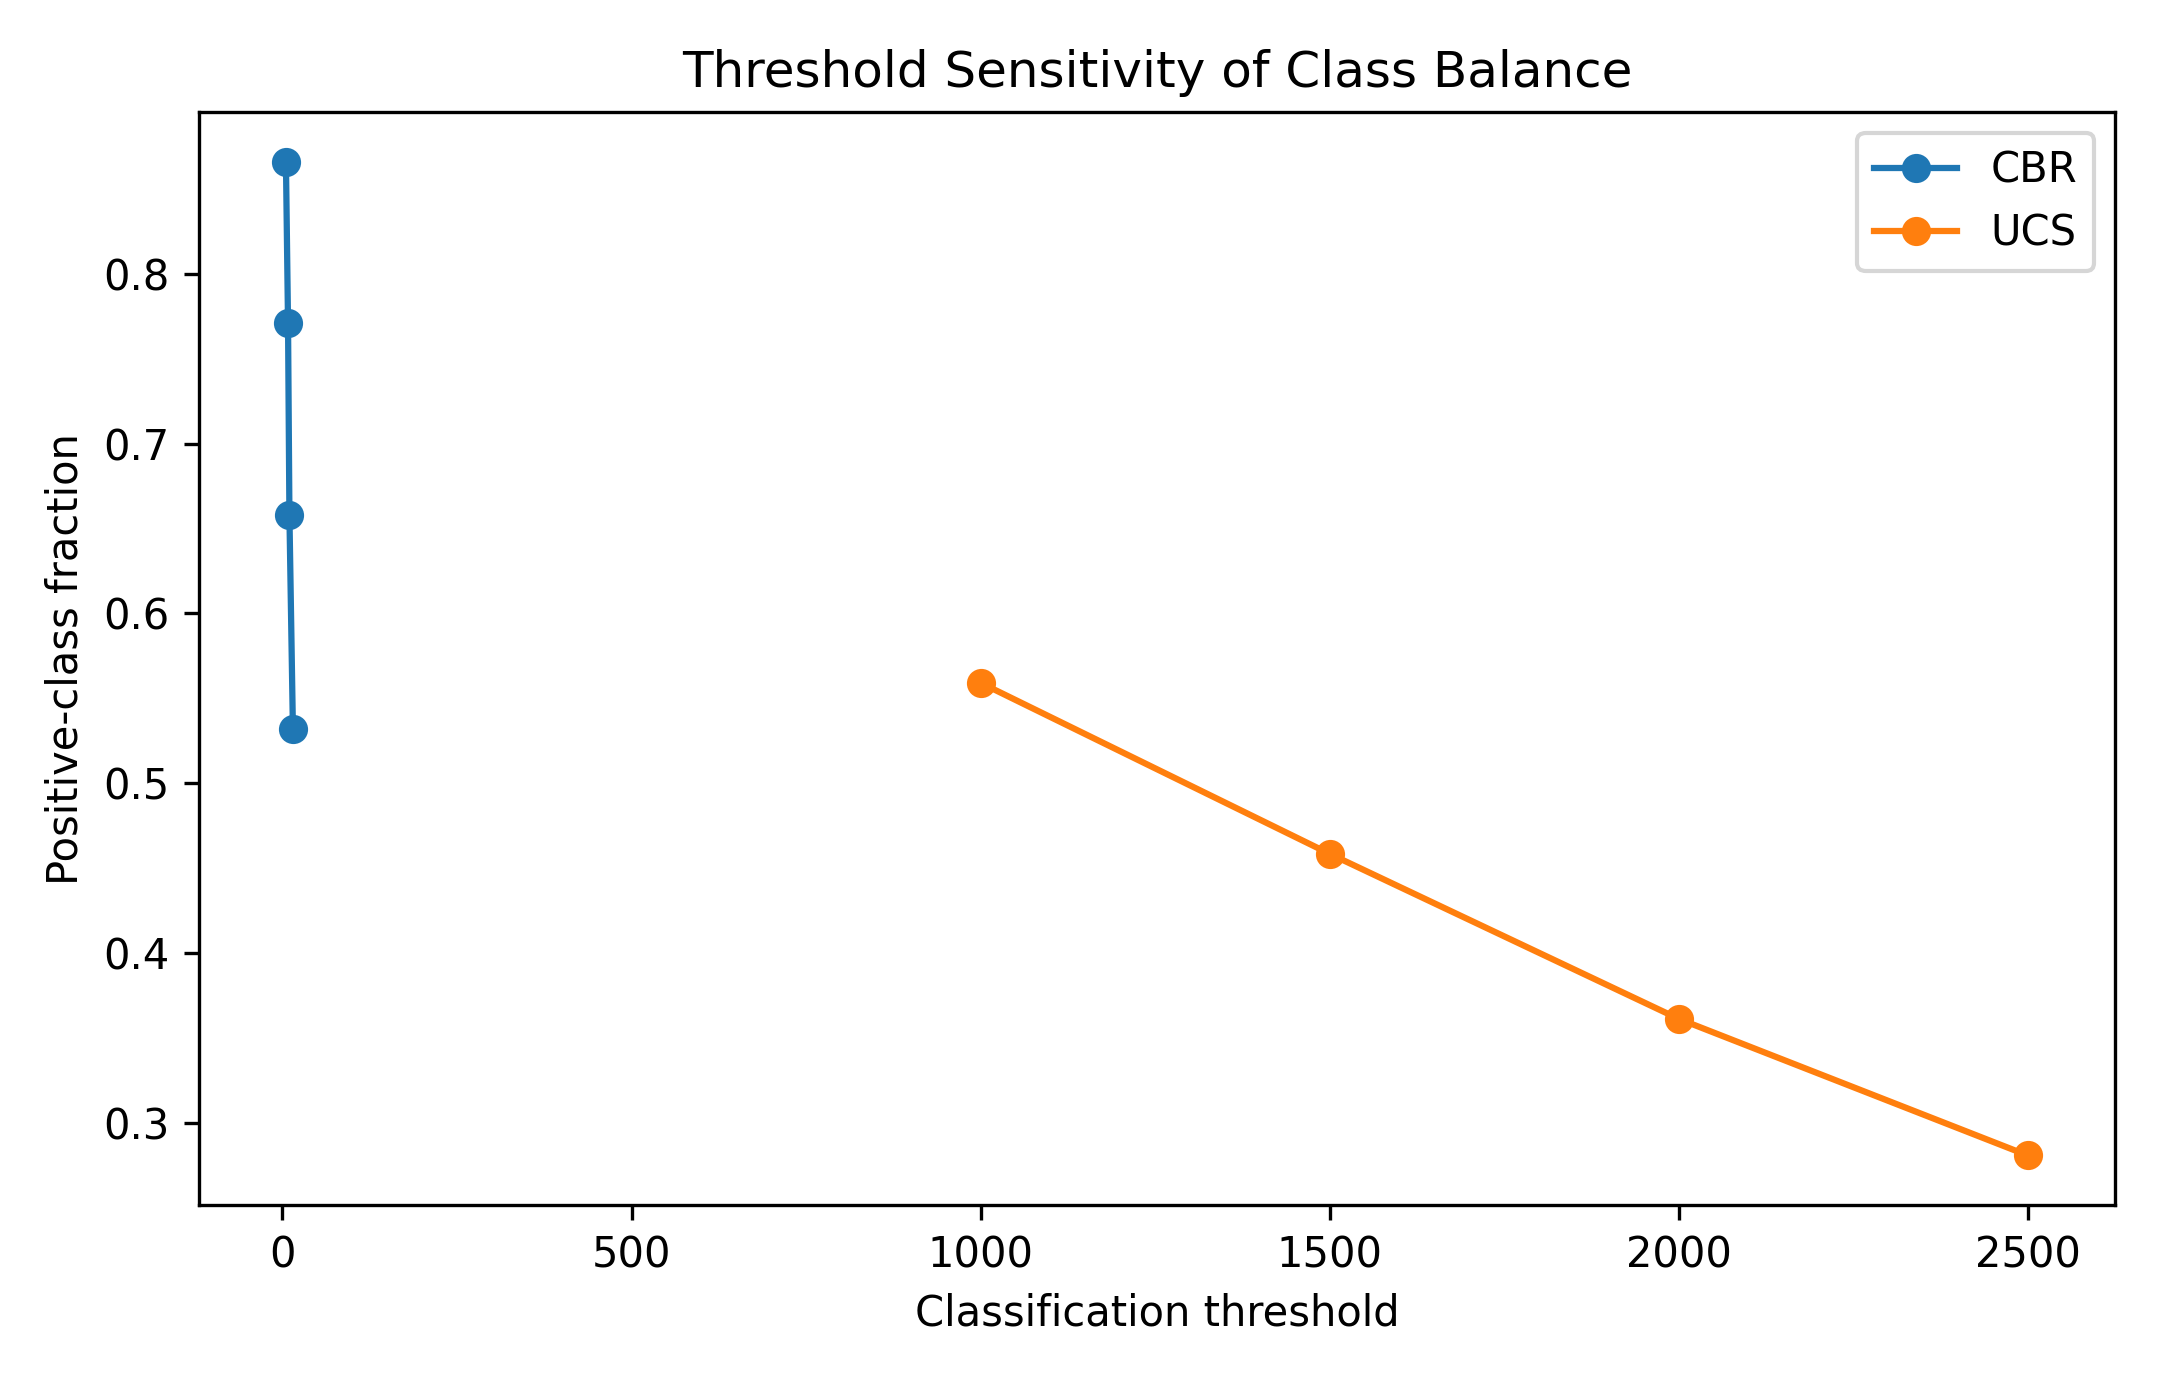 Threshold Sensitivity of Class Balance
CBR
UCS
Positive-class fraction
0.8
0.7
0.6
0.5
0.4
0.3
0 500 1000 1500 2000 2500
Classification threshold